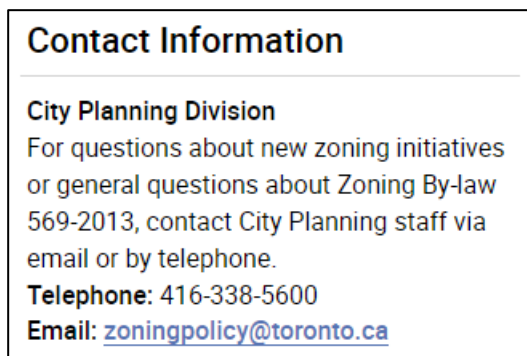 Contact Information
City Planning Division
For questions about new zoning initiatives
or general questions about Zoning By-law
569-2013, contact City Planning staff via
email or by telephone.
Telephone: 416-338-5600
Email: zoningpolicy@toronto.ca